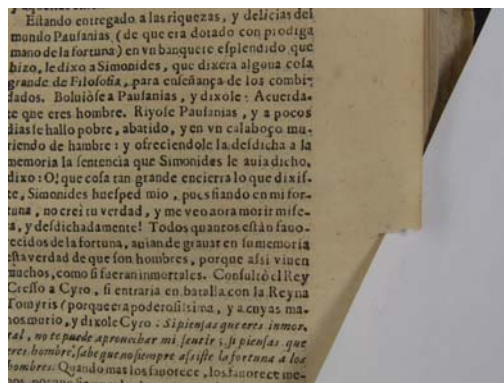 Estando entregado a las riquezas, y delicias del
mundo Pausanias (de que era dotado con prodiga
mano de la fortuna) en vn banquete esplendido que
hizo, le dixo a Simonides, que dixera alguna cosa
grande de Filosofia, para enseñança de los combi-
dados. Boluiose a Pausanias, y dixole: Acuerda-
te que eres hombre. Riyose Pausanias, y a pocos
dias se hallo pobre, abatido, y en vn calaboço mu-
riendo de hambre: y ofreciendole la desdicha a la
memoria la sentencia que Simonides le auia dicho,
dixo: O! que cosa tan grande encierra lo que dixis-
te, Simonides huesped mio, pues fiando en mi for-
tuna, no crei tu verdad, y me veo aora morir mise-
ra, y desdichadamente! Todos quantos están fauo-
recidos de la fortuna, auian de grauar en su memoria
esta verdad de que son hombres, porque assi viuen
muchos, como si fueran inmortales. Consultó el Rey
Cresso a Cyro, si entraria en batalla con la Reyna
Tomyris (porque era poderosissima, y a cuyas ma-
nos murio, y dixole Cyro: Si piensas que eres inmor-
tal, no te puede aprouechar mi sentir; si piensas que
eres hombre, sabe que no siempre assiste la fortuna a los
hombres: Quando mas los fauorece, los fauorece me-